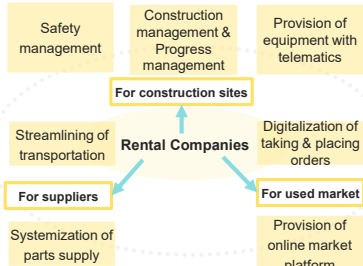 Safety
management
Construction
management &
Progress
management
Provision of
equipment with
telematics
For construction sites
Streamlining of
transportation
Rental Companies
Digitalization of
taking & placing
orders
For suppliers
For used market
Systemization of
parts supply
Provision of
online market
platform